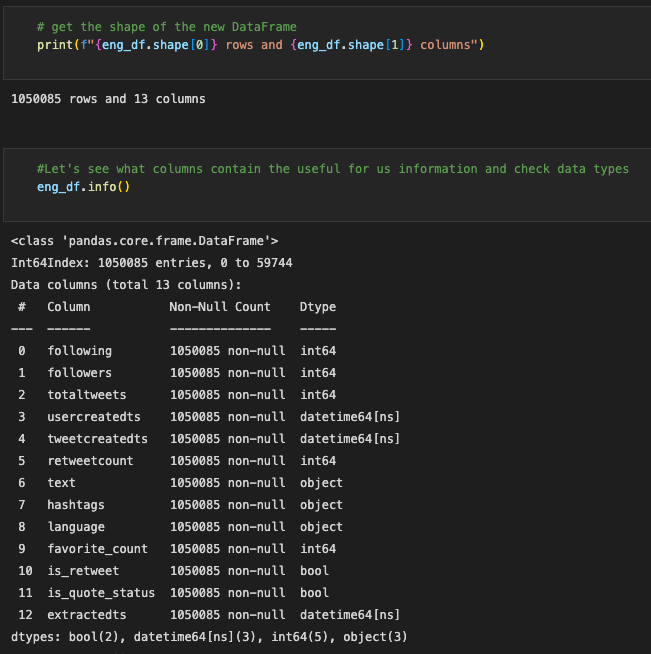 # get the shape of the new DataFrame
print(f"{eng_df.shape[0]} rows and {eng_df.shape[1]} columns")
1050085 rows and 13 columns
#Let's see what columns contain the useful for us information and check data types
eng_df.info()
<class 'pandas.core.frame.DataFrame'>
Int64Index: 1050085 entries, 0 to 59744
Data columns (total 13 columns):
 #   Column           Non-Null Count    Dtype
---  ------           --------------    -----
 0   following        1050085 non-null  int64
 1   followers        1050085 non-null  int64
 2   totaltweets      1050085 non-null  int64
 3   usercreatedts    1050085 non-null  datetime64[ns]
 4   tweetcreatedts   1050085 non-null  datetime64[ns]
 5   retweetcount     1050085 non-null  int64
 6   text             1050085 non-null  object
 7   hashtags         1050085 non-null  object
 8   language         1050085 non-null  object
 9   favorite_count   1050085 non-null  int64
 10  is_retweet       1050085 non-null  bool
 11  is_quote_status  1050085 non-null  bool
 12  extractedts      1050085 non-null  datetime64[ns]
dtypes: bool(2), datetime64[ns](3), int64(5), object(3)